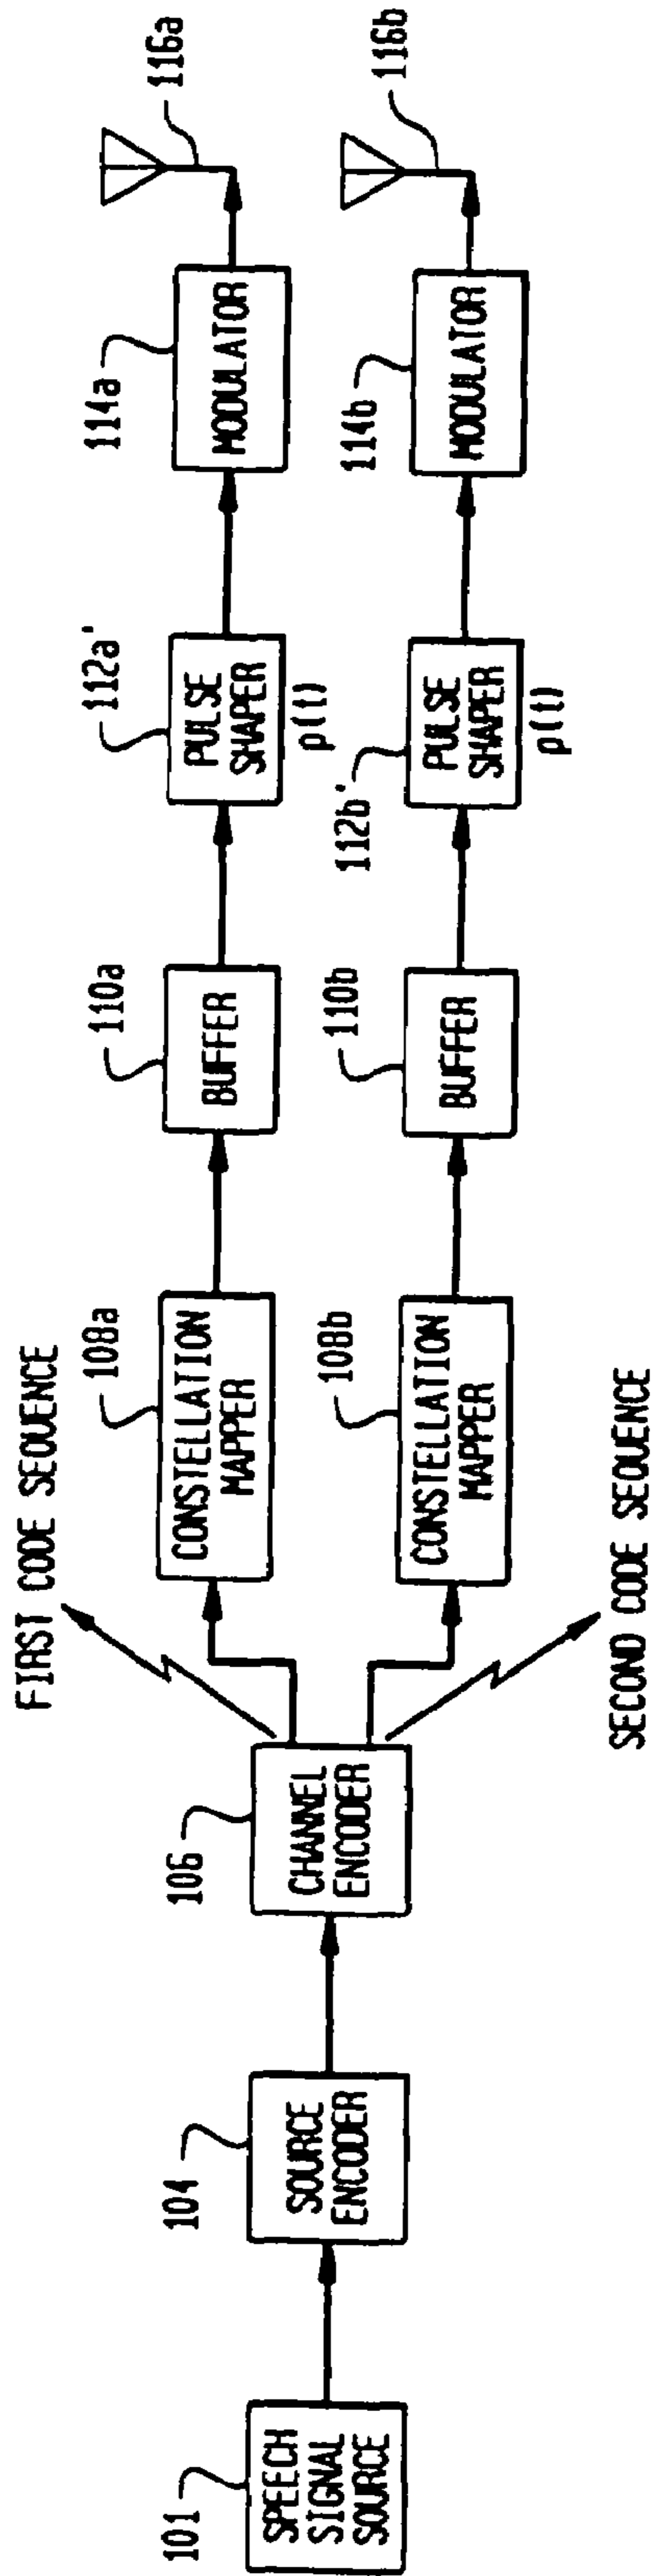 FIRST CODE SEQUENCE
101
SPEECH
SIGNAL
SOURCE
104
SOURCE
ENCODER
106
CHANNEL
ENCODER
108a
CONSTELLATION
MAPPER
110a
BUFFER
112a'
PULSE
SHAPER
p(t)
114a
MODULATOR
116a
108b
CONSTELLATION
MAPPER
110b
BUFFER
112b'
PULSE
SHAPER
p(t)
114b
MODULATOR
116b
SECOND CODE SEQUENCE